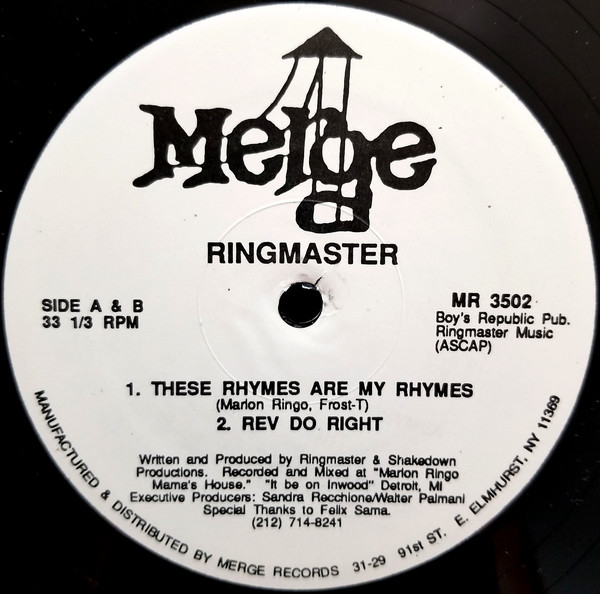 Merge
RINGMASTER
SIDE A & B
33 1/3 RPM
MR 3502
Boy's Republic Pub.
Ringmaster Music
(ASCAP)
1. THESE RHYMES ARE MY RHYMES
(Marlon Ringo, Frost-T)
2. REV DO RIGHT
Written and Produced by Ringmaster & Shakedown
Productions. Recorded and Mixed at "Marlon Ringo
Mama's House." "It be on Inwood" Detroit, MI
Executive Producers: Sandra Recchione/Walter Palmani
Special Thanks to Felix Sama.
(212) 714-8241
MANUFACTURED & DISTRIBUTED BY MERGE RECORDS 31-29 91st ST. E. ELMHURST, NY 11369